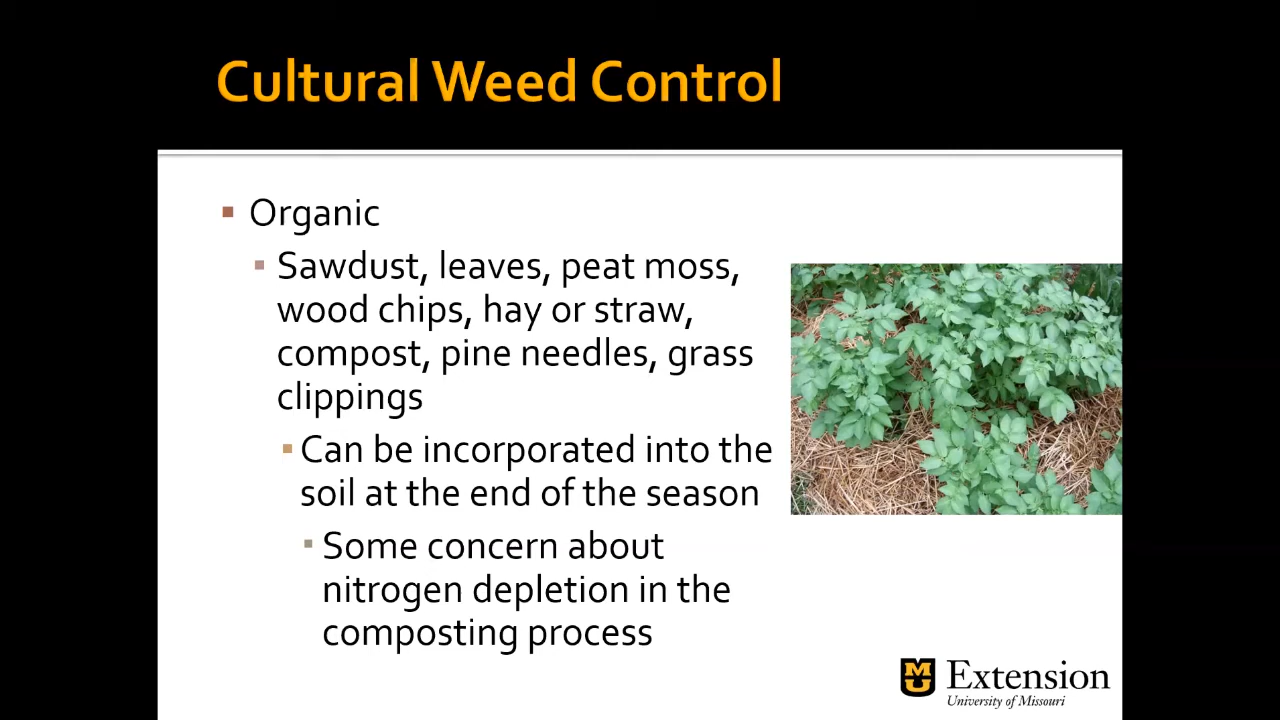 Cultural Weed Control
Organic
Sawdust, leaves, peat moss,
wood chips, hay or straw,
compost, pine needles, grass
clippings
Can be incorporated into the
soil at the end of the season
Some concern about
nitrogen depletion in the
composting process
MU Extension
University of Missouri